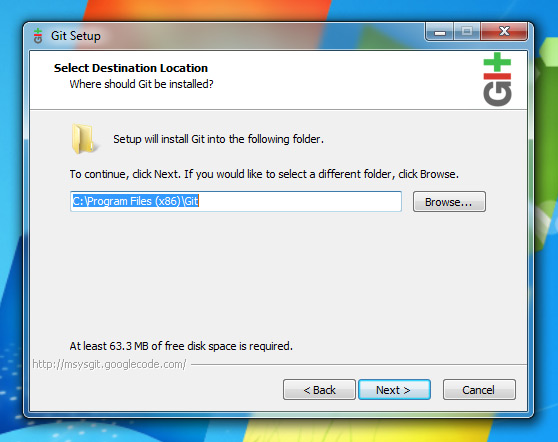 Git Setup
Select Destination Location
Where should Git be installed?
GIT
Setup will install Git into the following folder.
To continue, click Next. If you would like to select a different folder, click Browse.
C:\Program Files (x86)\Git
Browse...
At least 63.3 MB of free disk space is required.
http://msysgit.googlecode.com/
< Back
Next >
Cancel